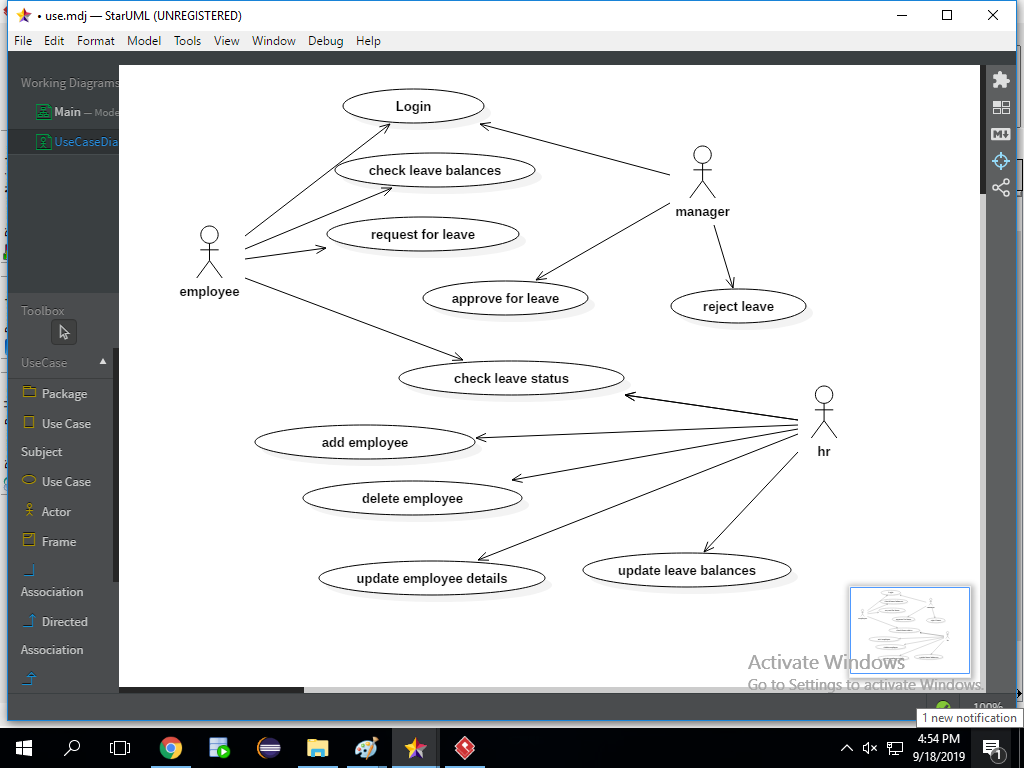 • use.mdj — StarUML (UNREGISTERED)
File Edit Format Model Tools View Window Debug Help
Working Diagrams
Main — Mode
UseCaseDia
Toolbox
UseCase
Package
Use Case
Subject
Use Case
Actor
Frame
Association
Directed
Association
Login
check leave balances
manager
request for leave
employee
approve for leave
reject leave
check leave status
add employee
hr
delete employee
update employee details
update leave balances
M+
Activate Windows
Go to Settings to activate Windows.
100%
1 new notification
4:54 PM
9/18/2019
1